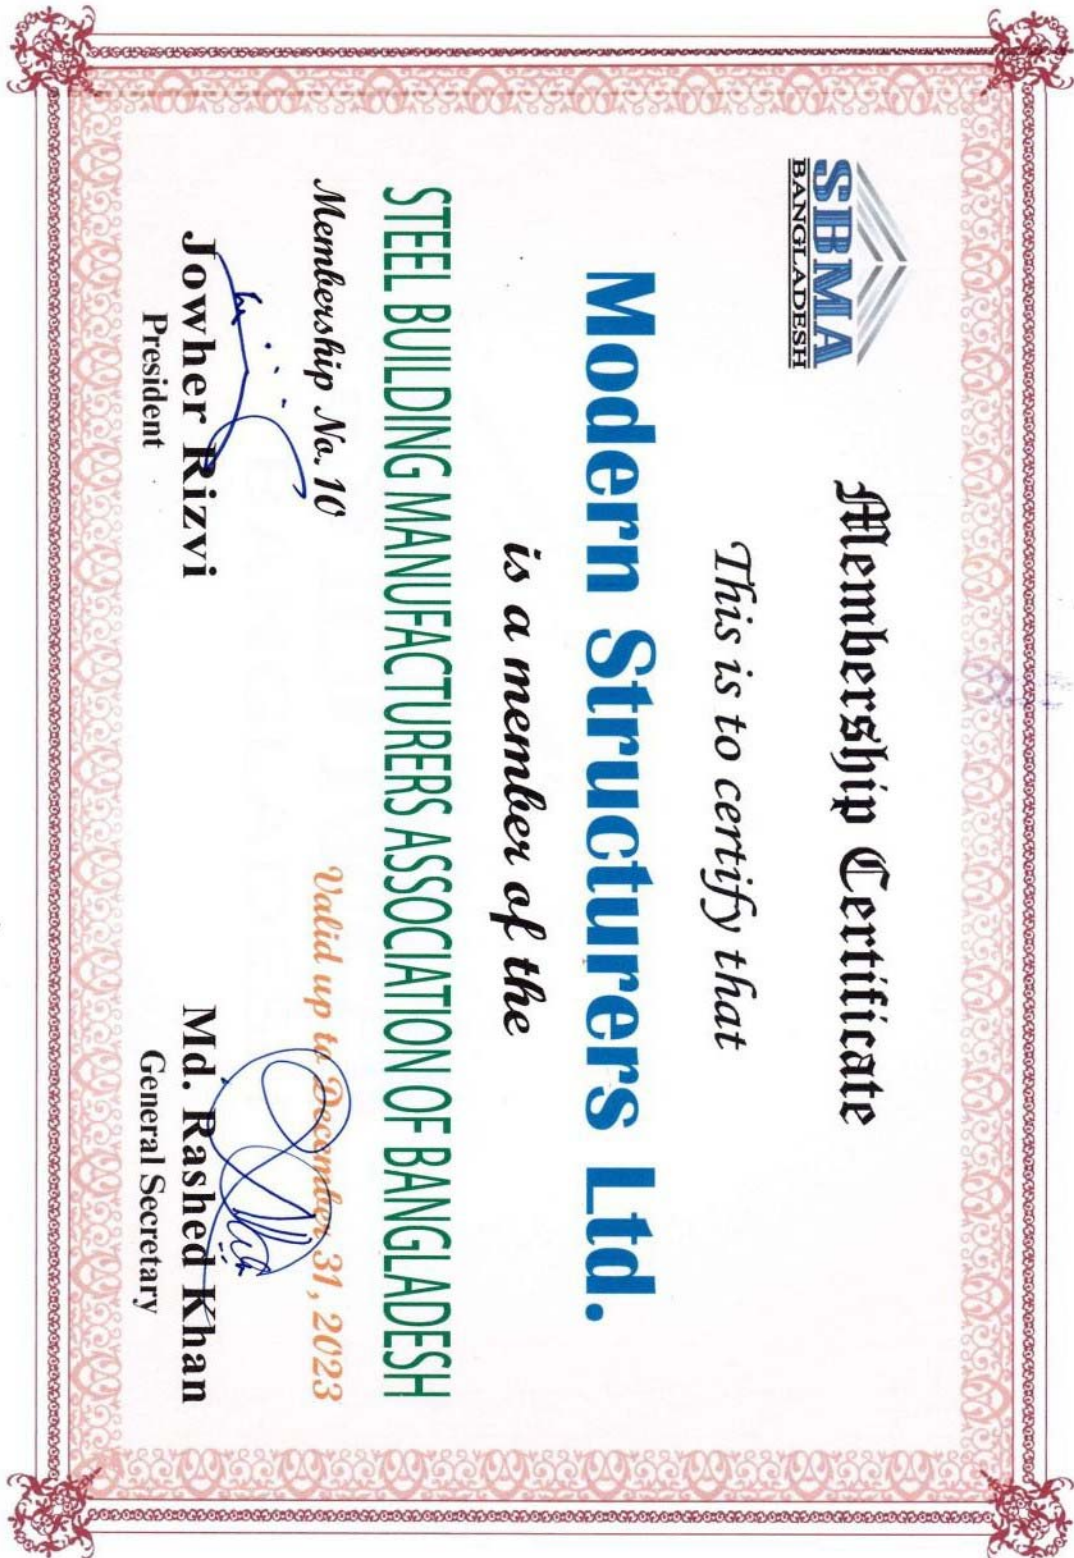 SBMA
BANGLADESH
Membership Certificate
This is to certify that
Modern Structurers Ltd.
is a member of the
STEEL BUILDING MANUFACTURERS ASSOCIATION OF BANGLADESH
Membership No. 10
Valid up to December 31, 2023
Jowher Rizvi
President
Md. Rashed Khan
General Secretary